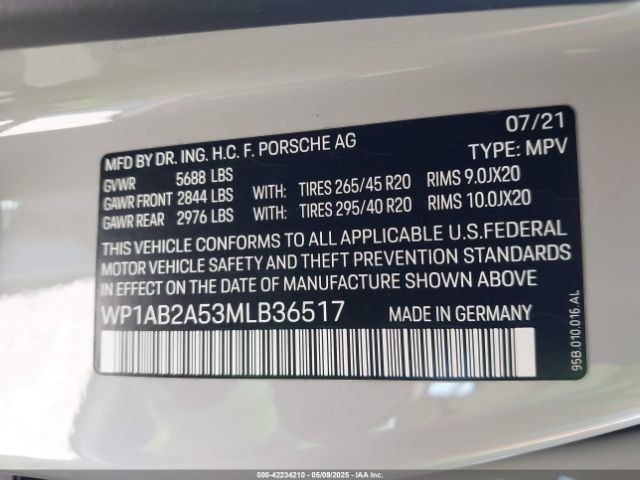 07/21
MFD BY DR. ING. H.C. F. PORSCHE AG
TYPE: MPV
GVWR 5688 LBS
GAWR FRONT 2844 LBS WITH: TIRES 265/45 R20 RIMS 9.0JX20
GAWR REAR 2976 LBS WITH: TIRES 295/40 R20 RIMS 10.0JX20
THIS VEHICLE CONFORMS TO ALL APPLICABLE U.S.FEDERAL
MOTOR VEHICLE SAFETY AND THEFT PREVENTION STANDARDS
IN EFFECT ON THE DATE OF MANUFACTURE SHOWN ABOVE
WP1AB2A53MLB36517 MADE IN GERMANY
95B.010.016.AL
000-42234210 - 05/09/2025 - IAA Inc.